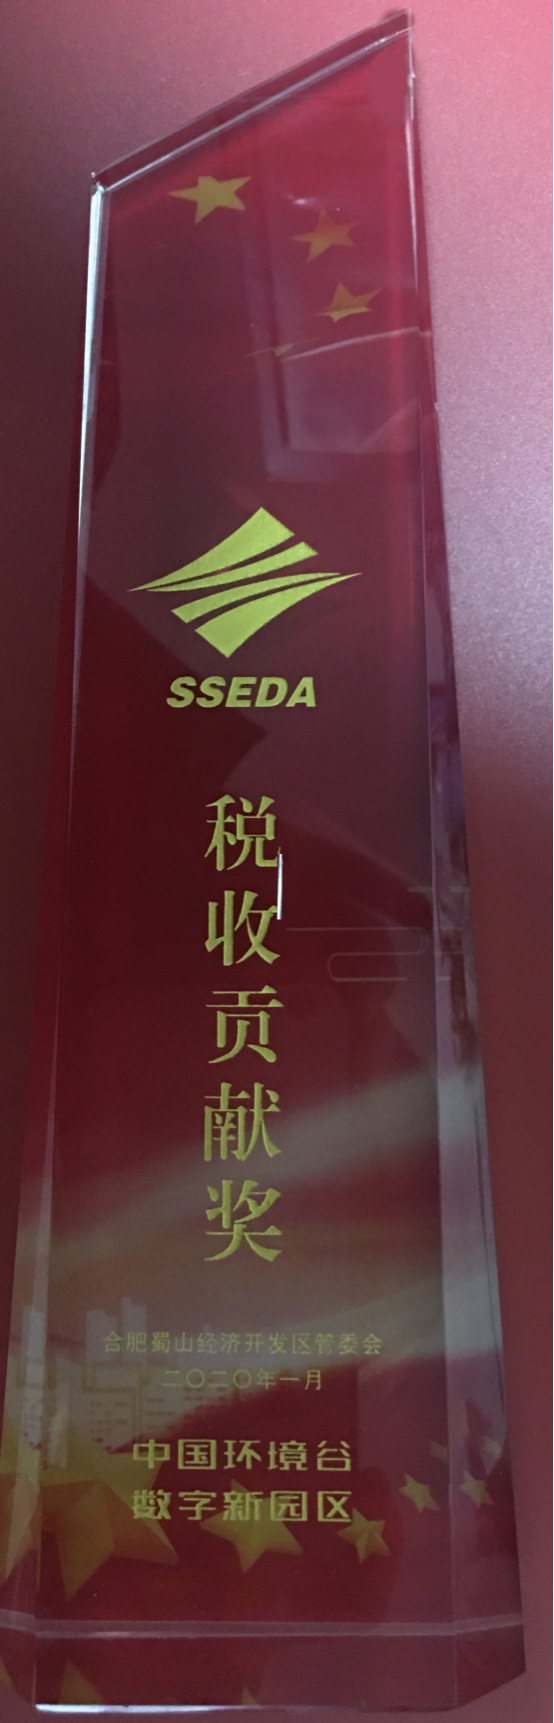 SSEDA
税收贡献奖
合肥蜀山经济开发区管委会
二〇二〇年一月
中国环境谷
数字新园区